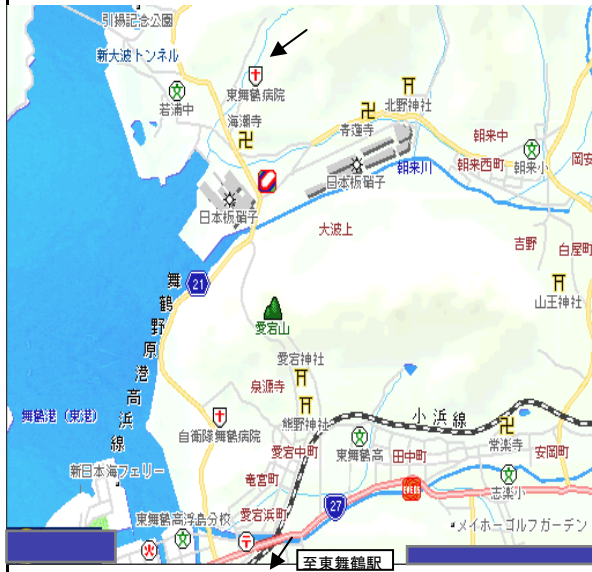 引揚記念公園
新大波トンネル
東舞鶴病院
若浦中
海潮寺
北野神社
青蓮寺
朝来中
朝来西町
朝来小
岡安
日本板硝子
朝来川
日本板硝子
大波上
吉野
白屋町
21
山王神社
舞鶴野原港高浜線
愛宕山
愛宕神社
泉源寺
熊野神社
小浜線
舞鶴港(東港)
自衛隊舞鶴病院
愛宕中町
東舞鶴高
田中町
常楽寺
安岡町
新日本海フェリー
竜宮町
志楽小
愛宕浜町
27
東舞鶴高浮島分校
メイホーゴルフガーデン
至東舞鶴駅